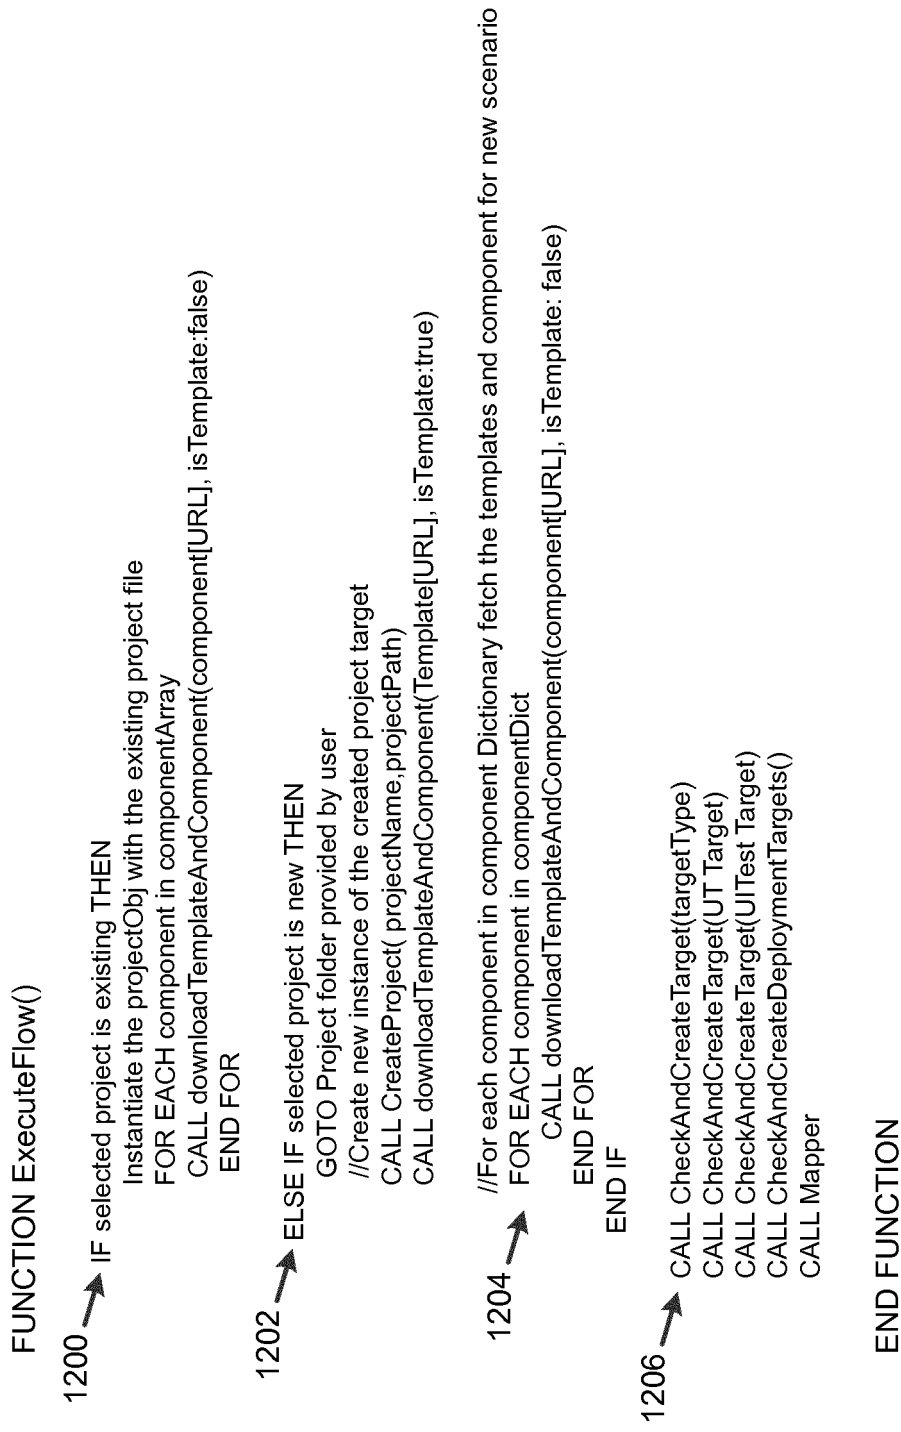 FUNCTION ExecuteFlow()
1200
IF selected project is existing THEN
Instantiate the projectObj with the existing project file
FOR EACH component in componentArray
CALL downloadTemplateAndComponent(component[URL], isTemplate:false)
END FOR
1202
ELSE IF selected project is new THEN
GOTO Project folder provided by user
//Create new instance of the created project target
CALL CreateProject( projectName,projectPath)
CALL downloadTemplateAndComponent(Template[URL], isTemplate:true)
//For each component in component Dictionary fetch the templates and component for new scenario
1204
FOR EACH component in componentDict
CALL downloadTemplateAndComponent(component[URL], isTemplate: false)
END FOR
END IF
1206
CALL CheckAndCreateTarget(targetType)
CALL CheckAndCreateTarget(UT Target)
CALL CheckAndCreateTarget(UITest Target)
CALL CheckAndCreateDeploymentTargets()
CALL Mapper
END FUNCTION